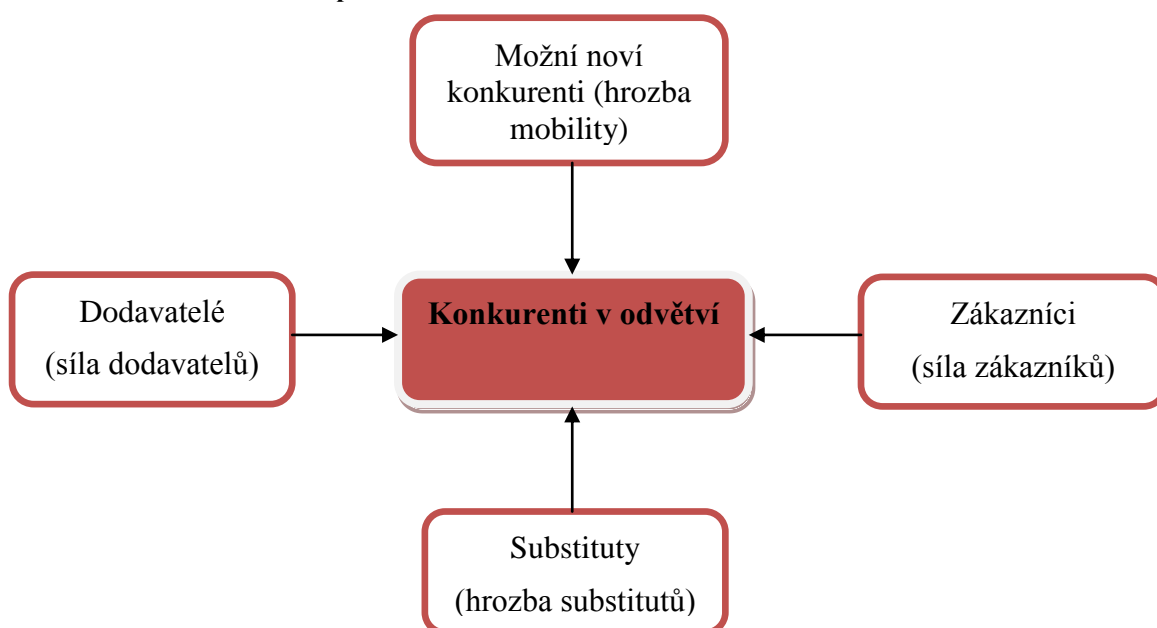 Možní noví
konkurenti (hrozba
mobility)
Dodavatelé
(síla dodavatelů)
Konkurenti v odvětví
Zákazníci
(síla zákazníků)
Substituty
(hrozba substitutů)